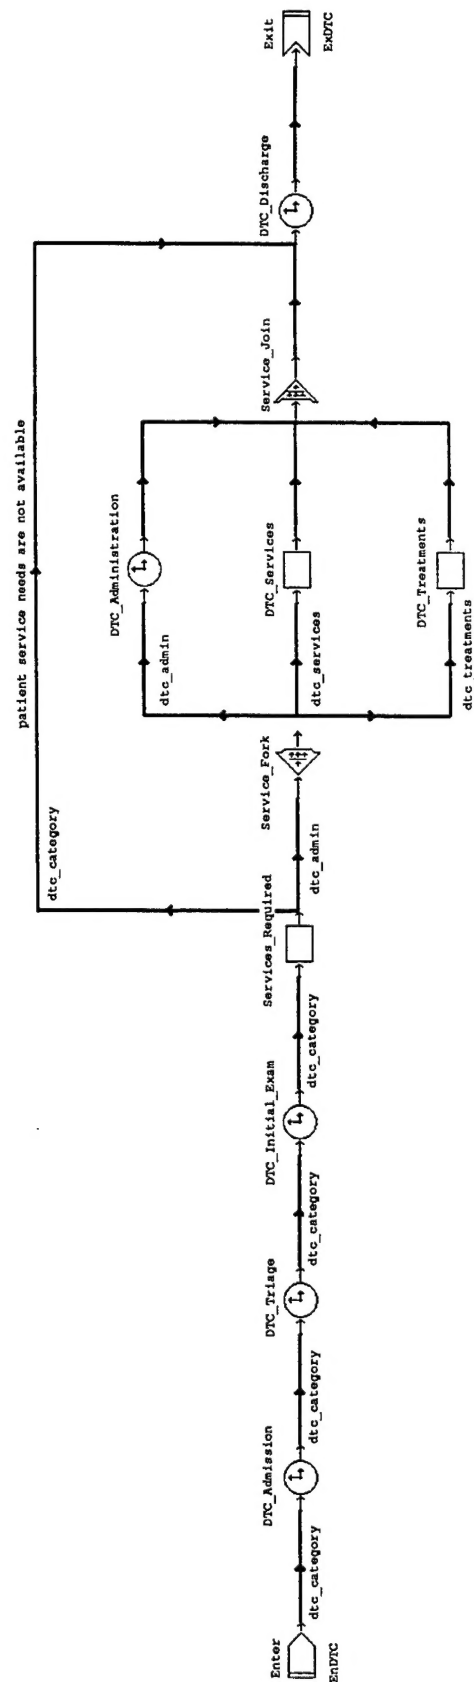 Enter
EnDTC
dtc_category
DTC_Admission
dtc_category
DTC_Triage
dtc_category
DTC_Initial_Exam
dtc_category
Services_Required
dtc_category
patient service needs are not available
dtc_admin
Service_Fork
dtc_admin
DTC_Administration
dtc_services
DTC_Services
dtc_treatments
DTC_Treatments
Service_Join
DTC_Discharge
Exit
ExDTC